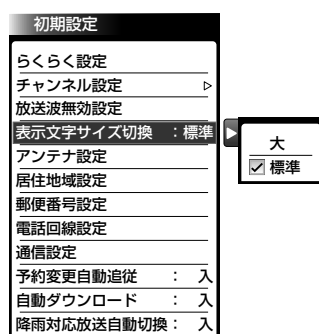 初期設定
らくらく設定
チャンネル設定 ▷
放送波無効設定
表示文字サイズ切換 : 標準
アンテナ設定
居住地域設定
郵便番号設定
電話回線設定
通信設定
予約変更自動追従 : 入
自動ダウンロード : 入
降雨対応放送自動切換 : 入
大
標準